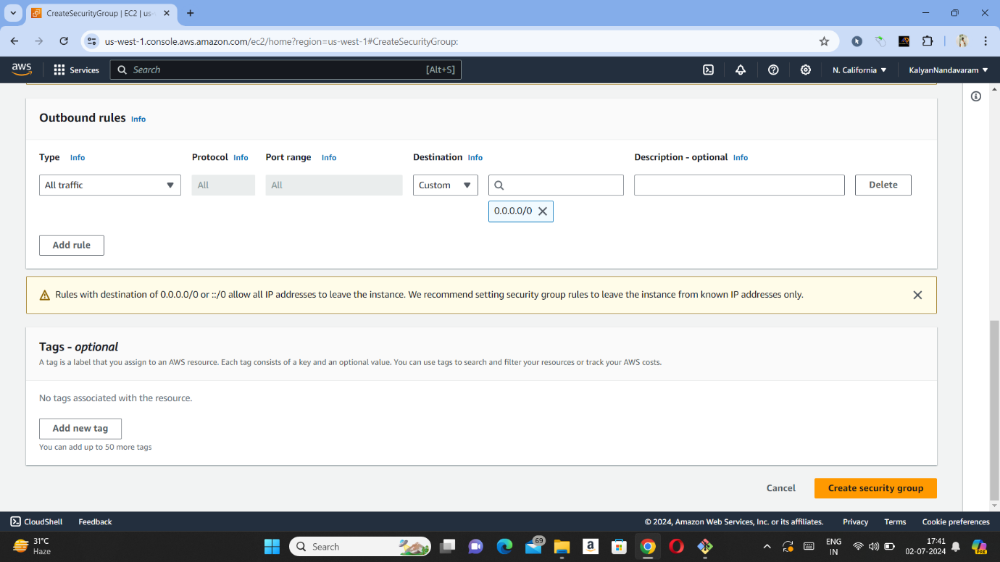 CreateSecurityGroup | EC2 | us-
us-west-1.console.aws.amazon.com/ec2/home?region=us-west-1#CreateSecurityGroup:
aws
Services
Search
[Alt+S]
N. California
KalyanNandavaram
Outbound rules Info
Type Info
Protocol Info
Port range Info
Destination Info
Description - optional Info
All traffic
All
All
Custom
Delete
0.0.0.0/0
Add rule
Rules with destination of 0.0.0.0/0 or ::/0 allow all IP addresses to leave the instance. We recommend setting security group rules to leave the instance from known IP addresses only.
Tags - optional
A tag is a label that you assign to an AWS resource. Each tag consists of a key and an optional value. You can use tags to search and filter your resources or track your AWS costs.
No tags associated with the resource.
Add new tag
You can add up to 50 more tags
Cancel
Create security group
CloudShell
Feedback
© 2024, Amazon Web Services, Inc. or its affiliates.
Privacy
Terms
Cookie preferences
31°C
Haze
Search
69
a
ENG
IN
17:41
02-07-2024
PRE